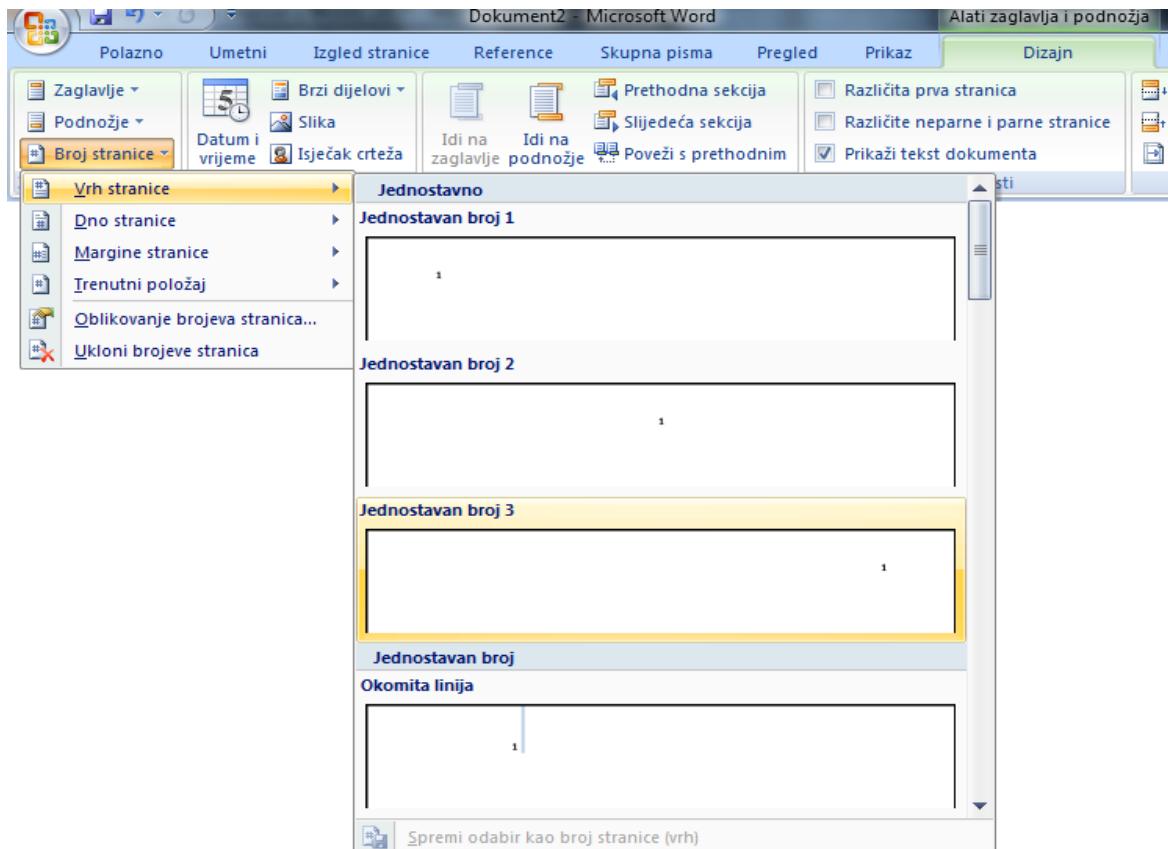 Dokument2 - Microsoft Word Alati zaglavlja i podnožja
Polazno Umetni Izgled stranice Reference Skupna pisma Pregled Prikaz Dizajn
Zaglavlje
Podnožje
Broj stranice
5
Datum i
vrijeme
Brzi dijelovi
Slika
Isječak crteža
Idi na
zaglavlje
Idi na
podnožje
Prethodna sekcija
Slijedeća sekcija
Poveži s prethodnim
Različita prva stranica
Različite neparne i parne stranice
Prikaži tekst dokumenta
Vrh stranice
Dno stranice
Margine stranice
Trenutni položaj
Oblikovanje brojeva stranica...
Ukloni brojeve stranica
Jednostavno
Jednostavan broj 1
1
Jednostavan broj 2
1
Jednostavan broj 3
1
Jednostavan broj
Okomita linija
1
Spremi odabir kao broj stranice (vrh)